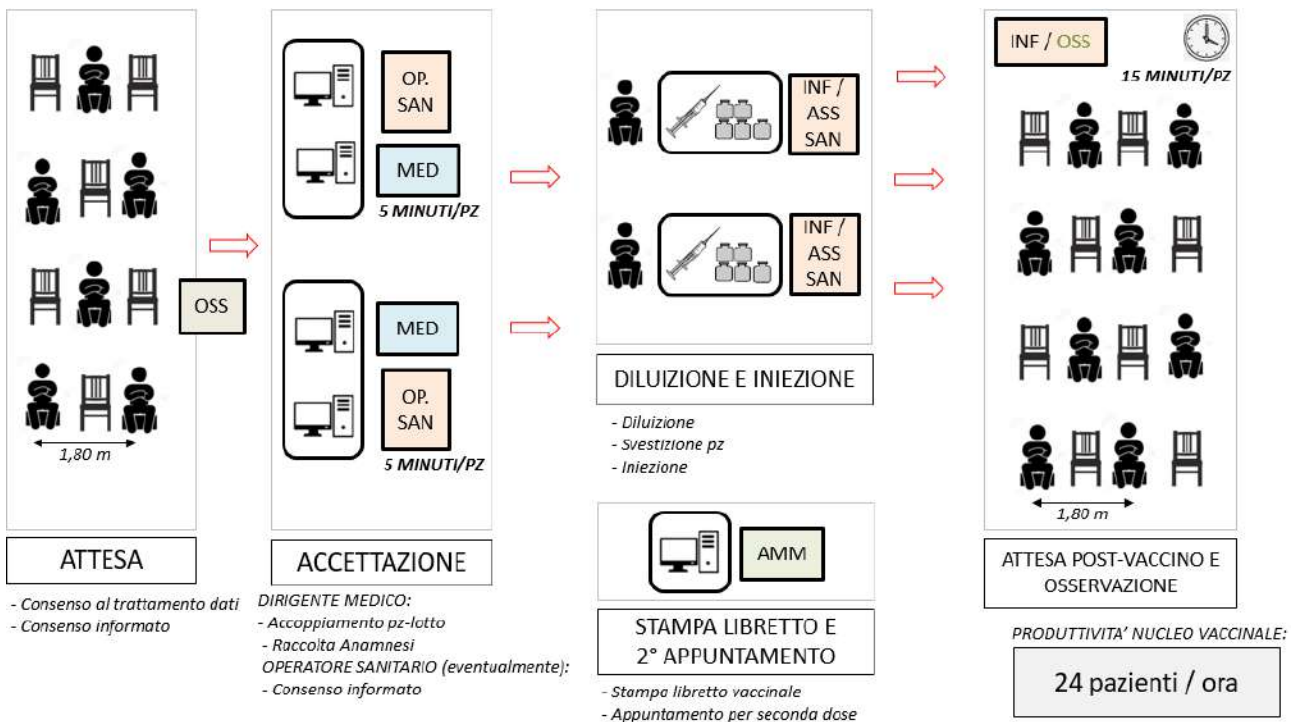 OSS
1,80 m
ATTESA
- Consenso al trattamento dati
- Consenso informato
OP.
SAN
MED
5 MINUTI/PZ
MED
OP.
SAN
5 MINUTI/PZ
ACCETTAZIONE
DIRIGENTE MEDICO:
- Accoppiamento pz-lotto
- Raccolta Anamnesi
OPERATORE SANITARIO (eventualmente):
- Consenso informato
INF /
ASS
SAN
INF /
ASS
SAN
DILUIZIONE E INIEZIONE
- Diluizione
- Svestizione pz
- Iniezione
AMM
STAMPA LIBRETTO E
2° APPUNTAMENTO
- Stampa libretto vaccinale
- Appuntamento per seconda dose
INF / OSS
15 MINUTI/PZ
1,80 m
ATTESA POST-VACCINO E
OSSERVAZIONE
PRODUTTIVITA' NUCLEO VACCINALE:
24 pazienti / ora